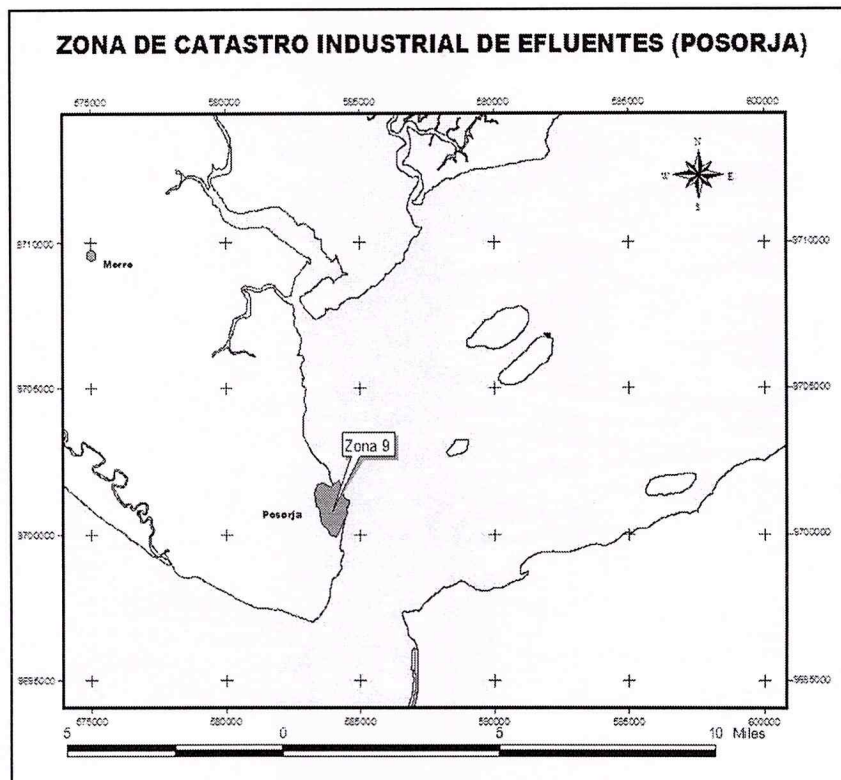 ZONA DE CATASTRO INDUSTRIAL DE EFLUENTES (POSORJA)
575000 580000 585000 590000 595000 600000
N
W E
S
9710000 9710000
Morro
9705000 9705000
Zona 9
Posorja
9700000 9700000
9695000 9695000
575000 580000 585000 590000 595000 600000
5 0 5 10 Miles